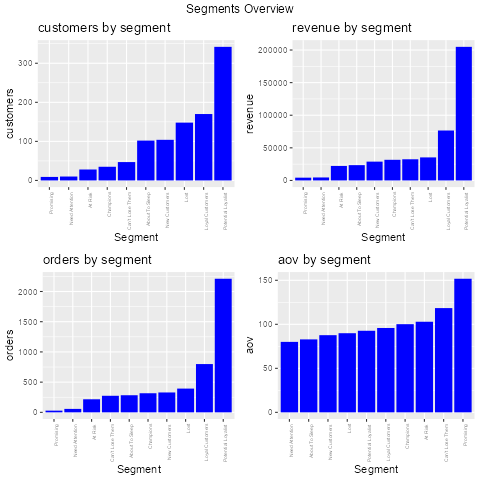 Segments Overview
customers by segment
customers
300
200
100
0
Promising
Need Attention
At Risk
Champions
Can't Lose Them
About To Sleep
New Customers
Lost
Loyal Customers
Potential Loyalist
Segment
revenue by segment
revenue
200000
150000
100000
50000
0
Promising
Need Attention
At Risk
About To Sleep
New Customers
Champions
Can't Lose Them
Lost
Loyal Customers
Potential Loyalist
Segment
orders by segment
orders
2000
1500
1000
500
0
Promising
Need Attention
At Risk
Can't Lose Them
About To Sleep
Champions
New Customers
Lost
Loyal Customers
Potential Loyalist
Segment
aov by segment
aov
150
100
50
0
Need Attention
About To Sleep
New Customers
Lost
Potential Loyalist
Loyal Customers
Champions
At Risk
Can't Lose Them
Promising
Segment